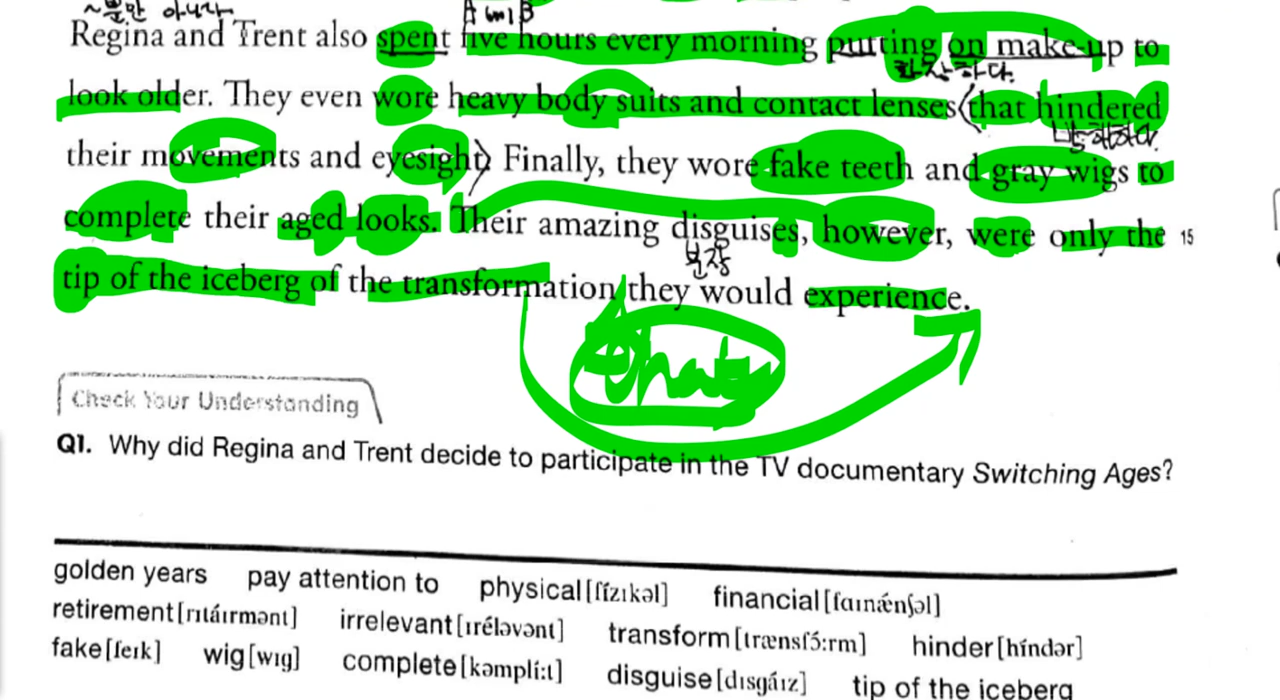 ~뿐만 아니라
Regina and Trent also spent five hours every morning putting on make-up to
화장하다.
look older. They even wore heavy body suits and contact lenses (that hindered
방해하다.
their movements and eyesight) Finally, they wore fake teeth and gray wigs to
complete their aged looks. Their amazing disguises, however, were only the 15
변장
tip of the iceberg of the transformation they would experience.
that
Check Your Understanding
Q1. Why did Regina and Trent decide to participate in the TV documentary Switching Ages?
golden years pay attention to physical[fízɪkəl] financial[faɪnǽnʃəl]
retirement[rɪtáɪrmənt] irrelevant[ɪréləvənt] transform[trænsfɔ́:rm] hinder[híndər]
fake[feɪk] wig[wɪg] complete[kəmplí:t] disguise[dɪsgáɪz] tip of the iceberg